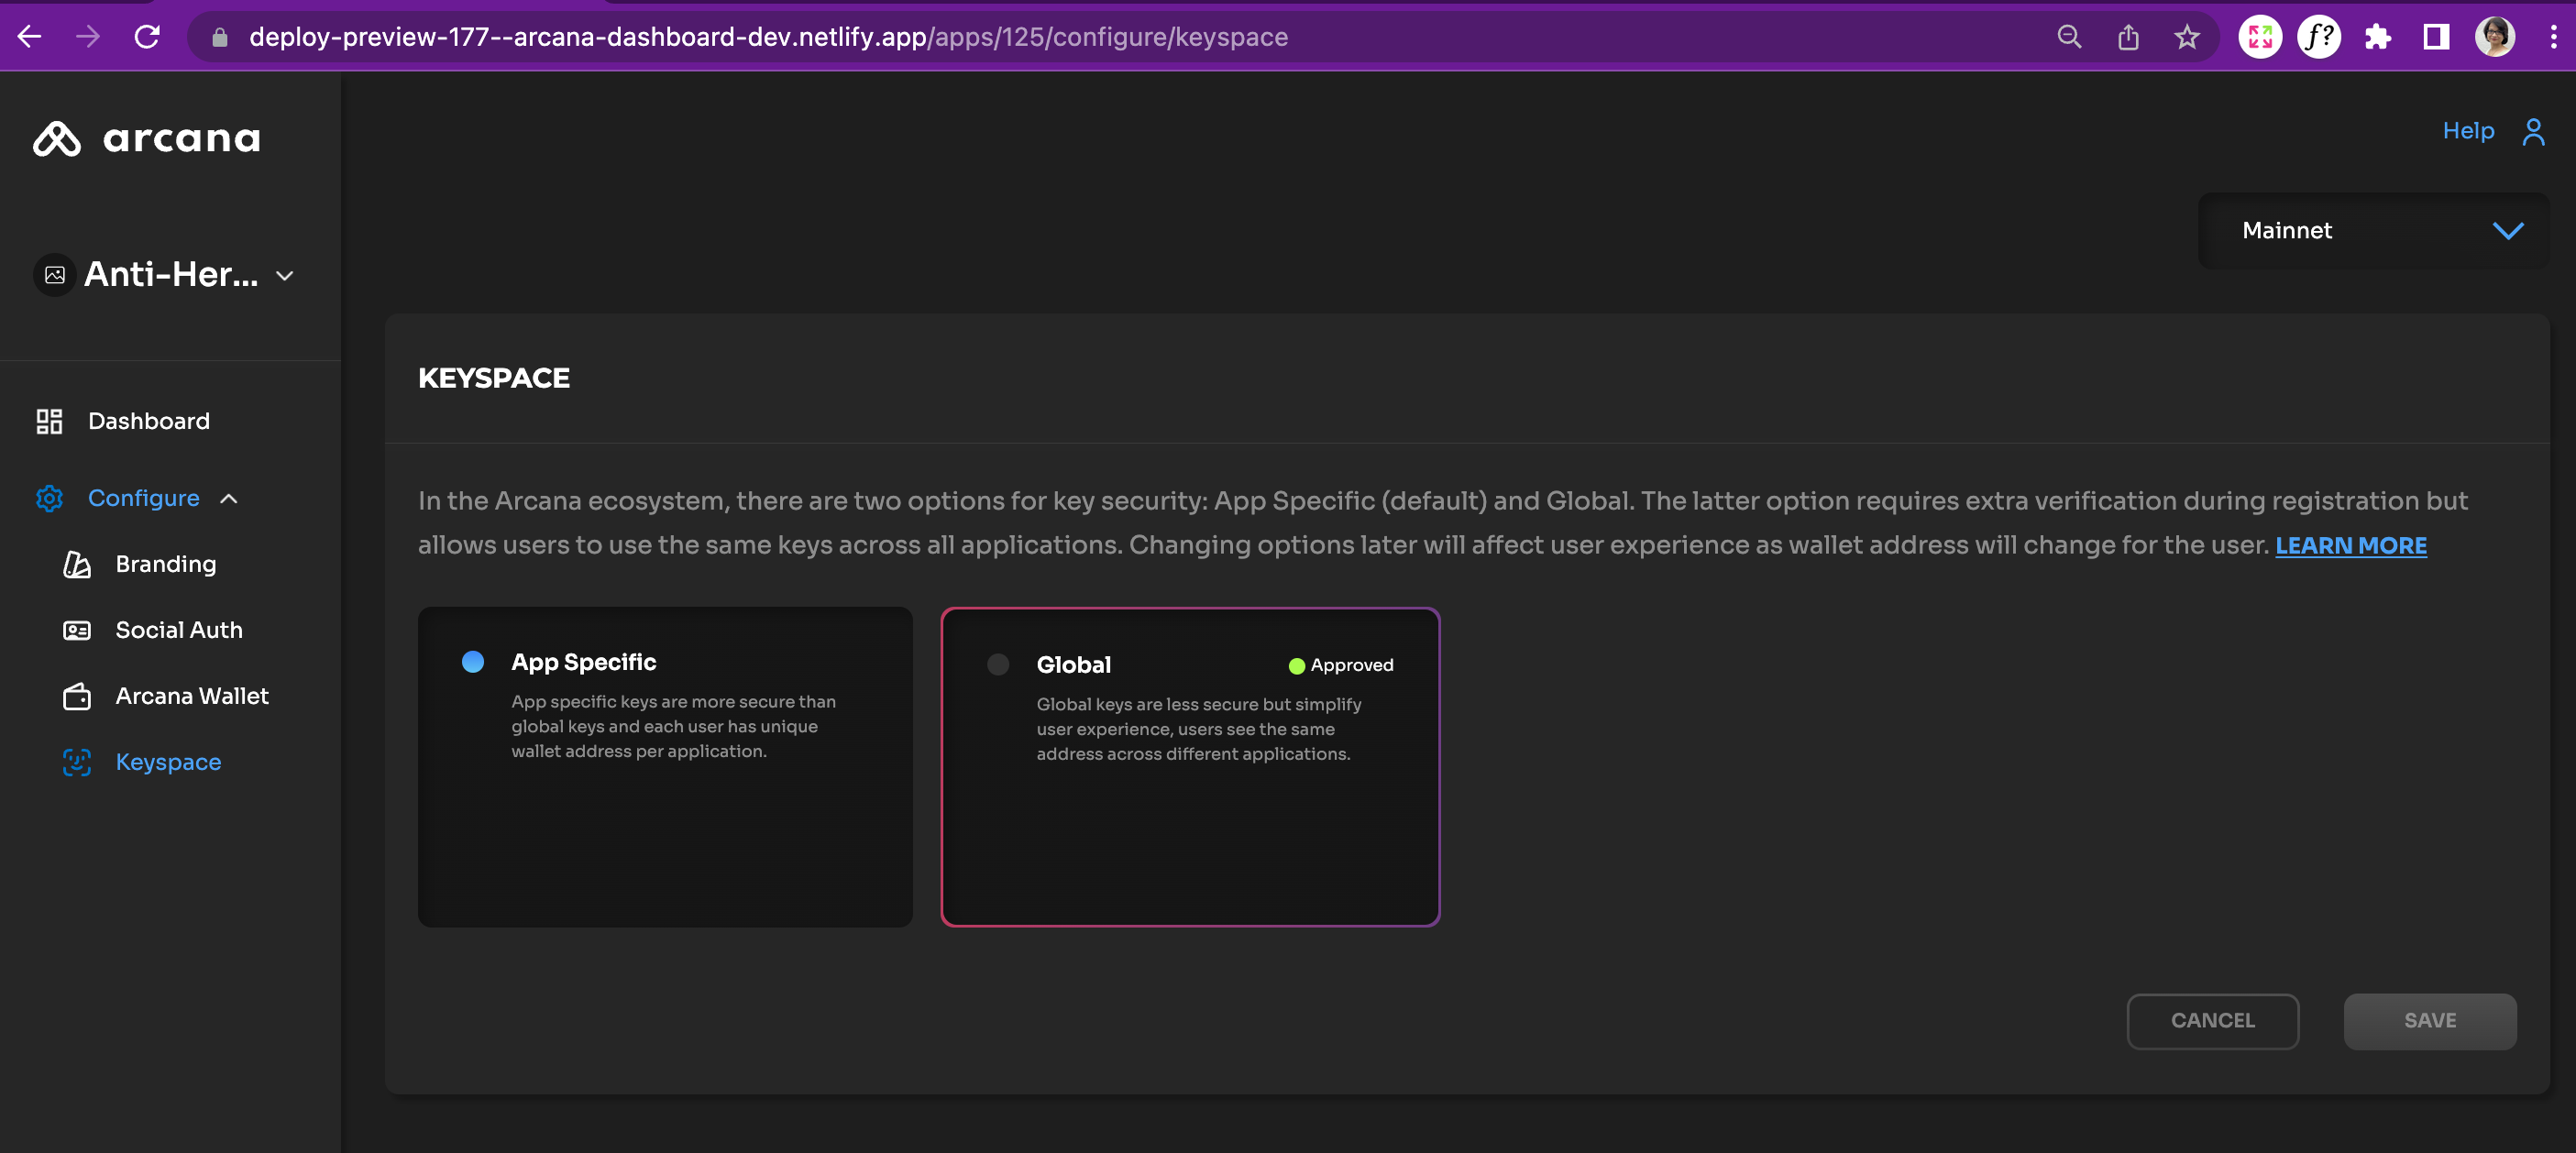 deploy-preview-177--arcana-dashboard-dev.netlify.app/apps/125/configure/keyspace
f?
arcana
Help
Mainnet
Anti-Her...
KEYSPACE
Dashboard
Configure
Branding
Social Auth
Arcana Wallet
Keyspace
In the Arcana ecosystem, there are two options for key security: App Specific (default) and Global. The latter option requires extra verification during registration but
allows users to use the same keys across all applications. Changing options later will affect user experience as wallet address will change for the user. LEARN MORE
App Specific
App specific keys are more secure than
global keys and each user has unique
wallet address per application.
Global
Approved
Global keys are less secure but simplify
user experience, users see the same
address across different applications.
CANCEL
SAVE